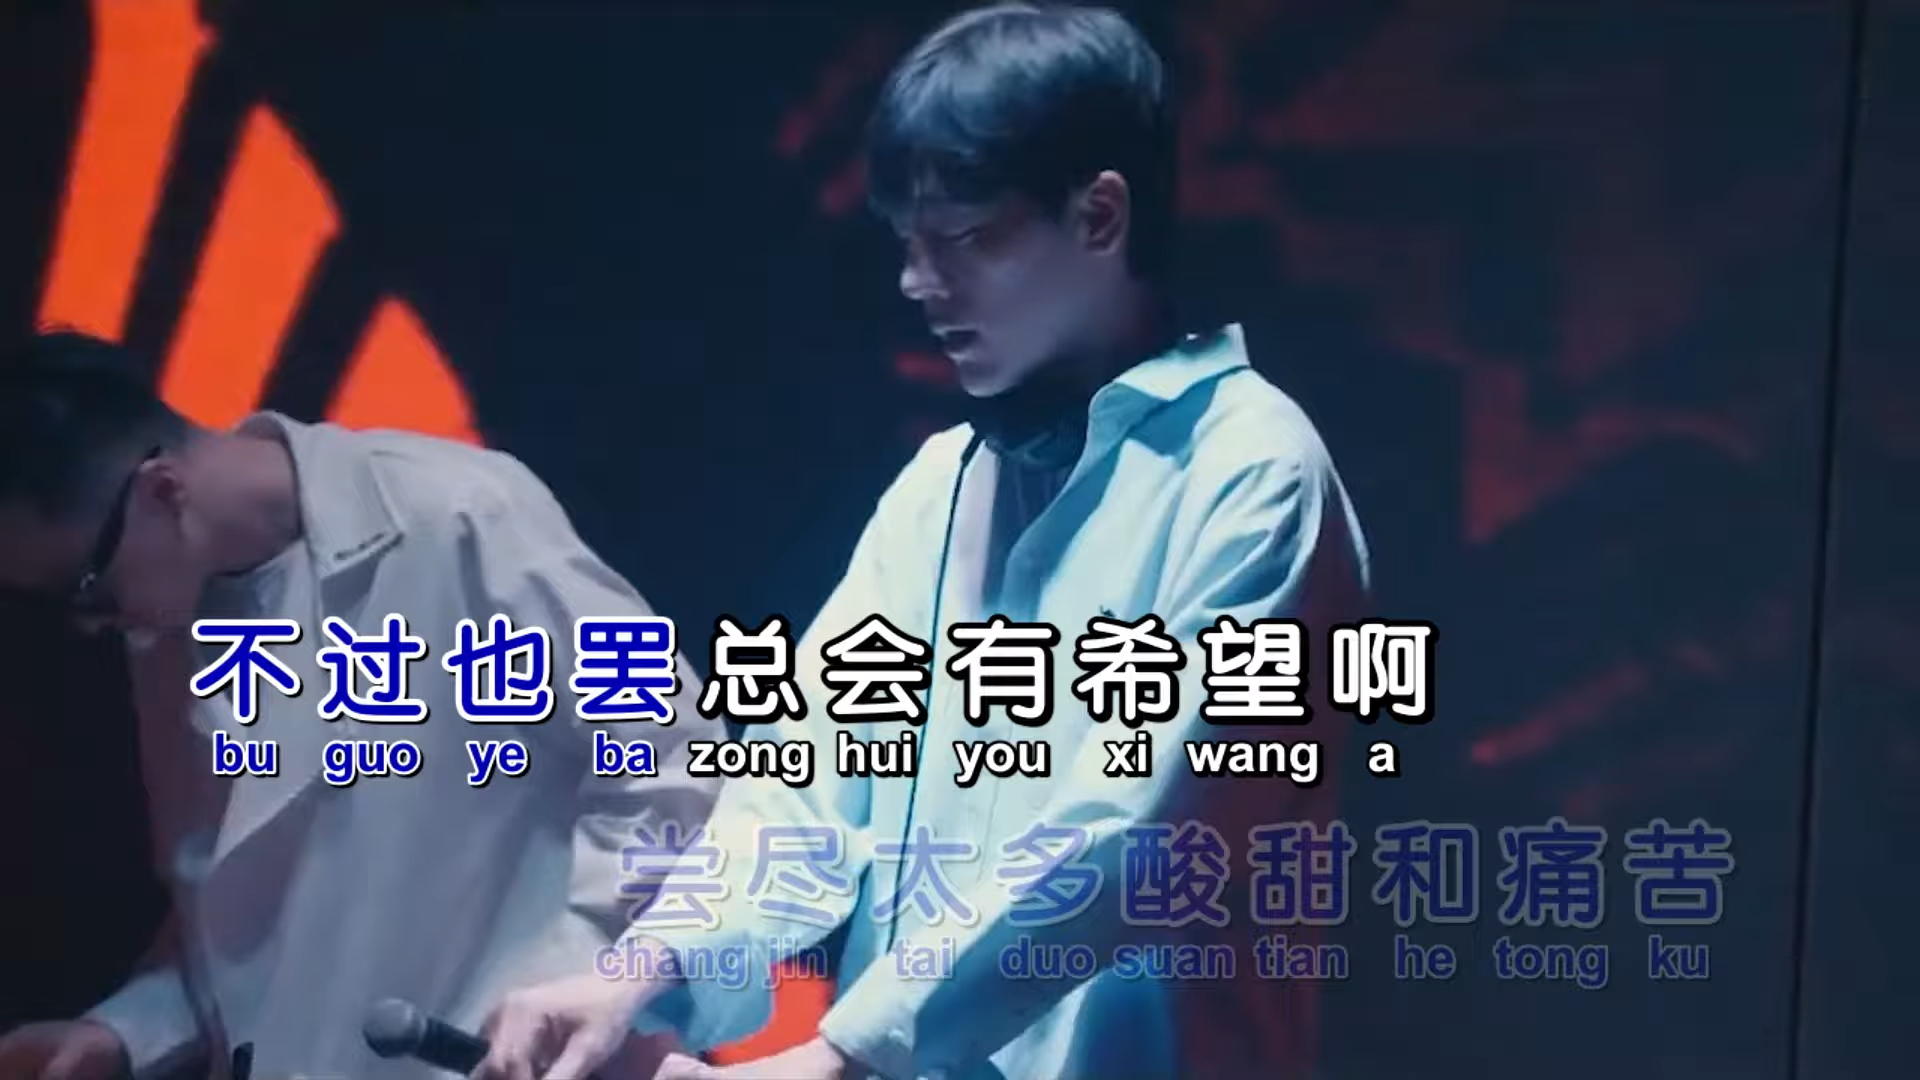 不过也罢总会有希望啊
bu guo ye ba zong hui you xi wang a
尝尽太多酸甜和痛苦
chang jin tai duo suan tian he tong ku